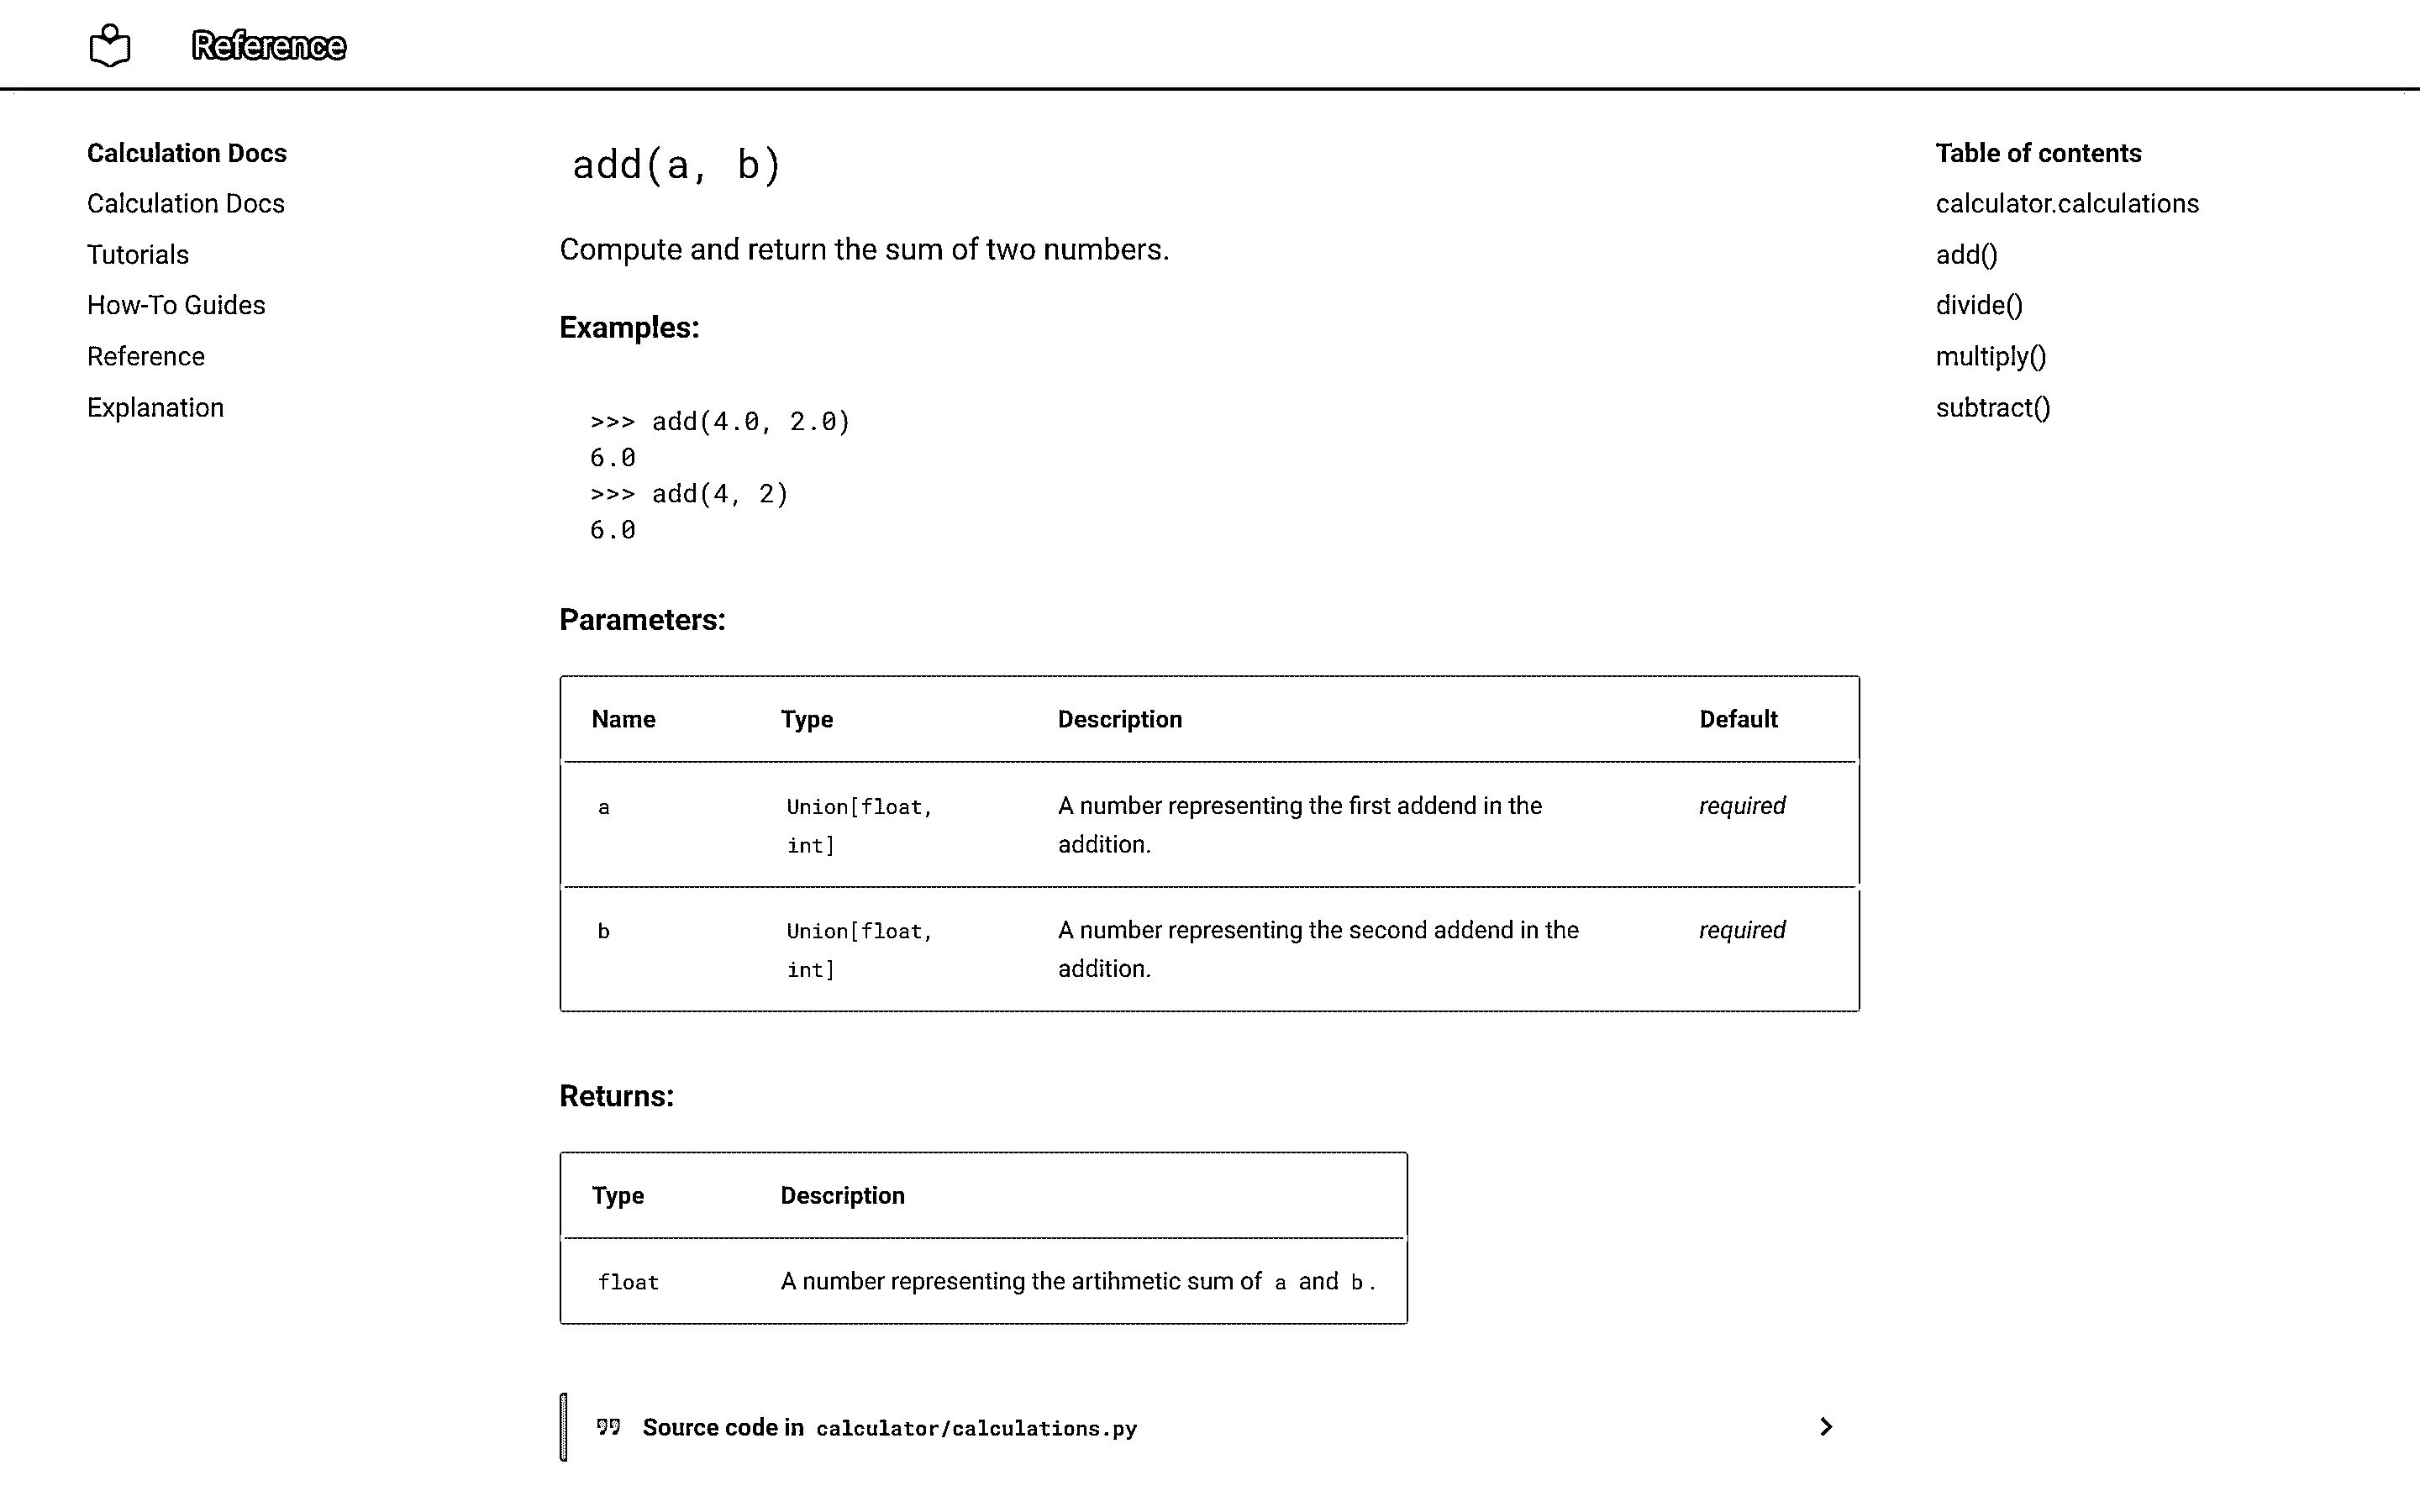 Reference
Calculation Docs
Calculation Docs
Tutorials
How-To Guides
Reference
Explanation
add(a, b)
Compute and return the sum of two numbers.
Examples:
>>> add(4.0, 2.0)
6.0
>>> add(4, 2)
6.0
Parameters:
Name Type Description Default
a Union[float, A number representing the first addend in the required
int] addition.
b Union[float, A number representing the second addend in the required
int] addition.
Returns:
Type Description
float A number representing the artihmetic sum of a and b.
Source code in calculator/calculations.py
Table of contents
calculator.calculations
add()
divide()
multiply()
subtract()